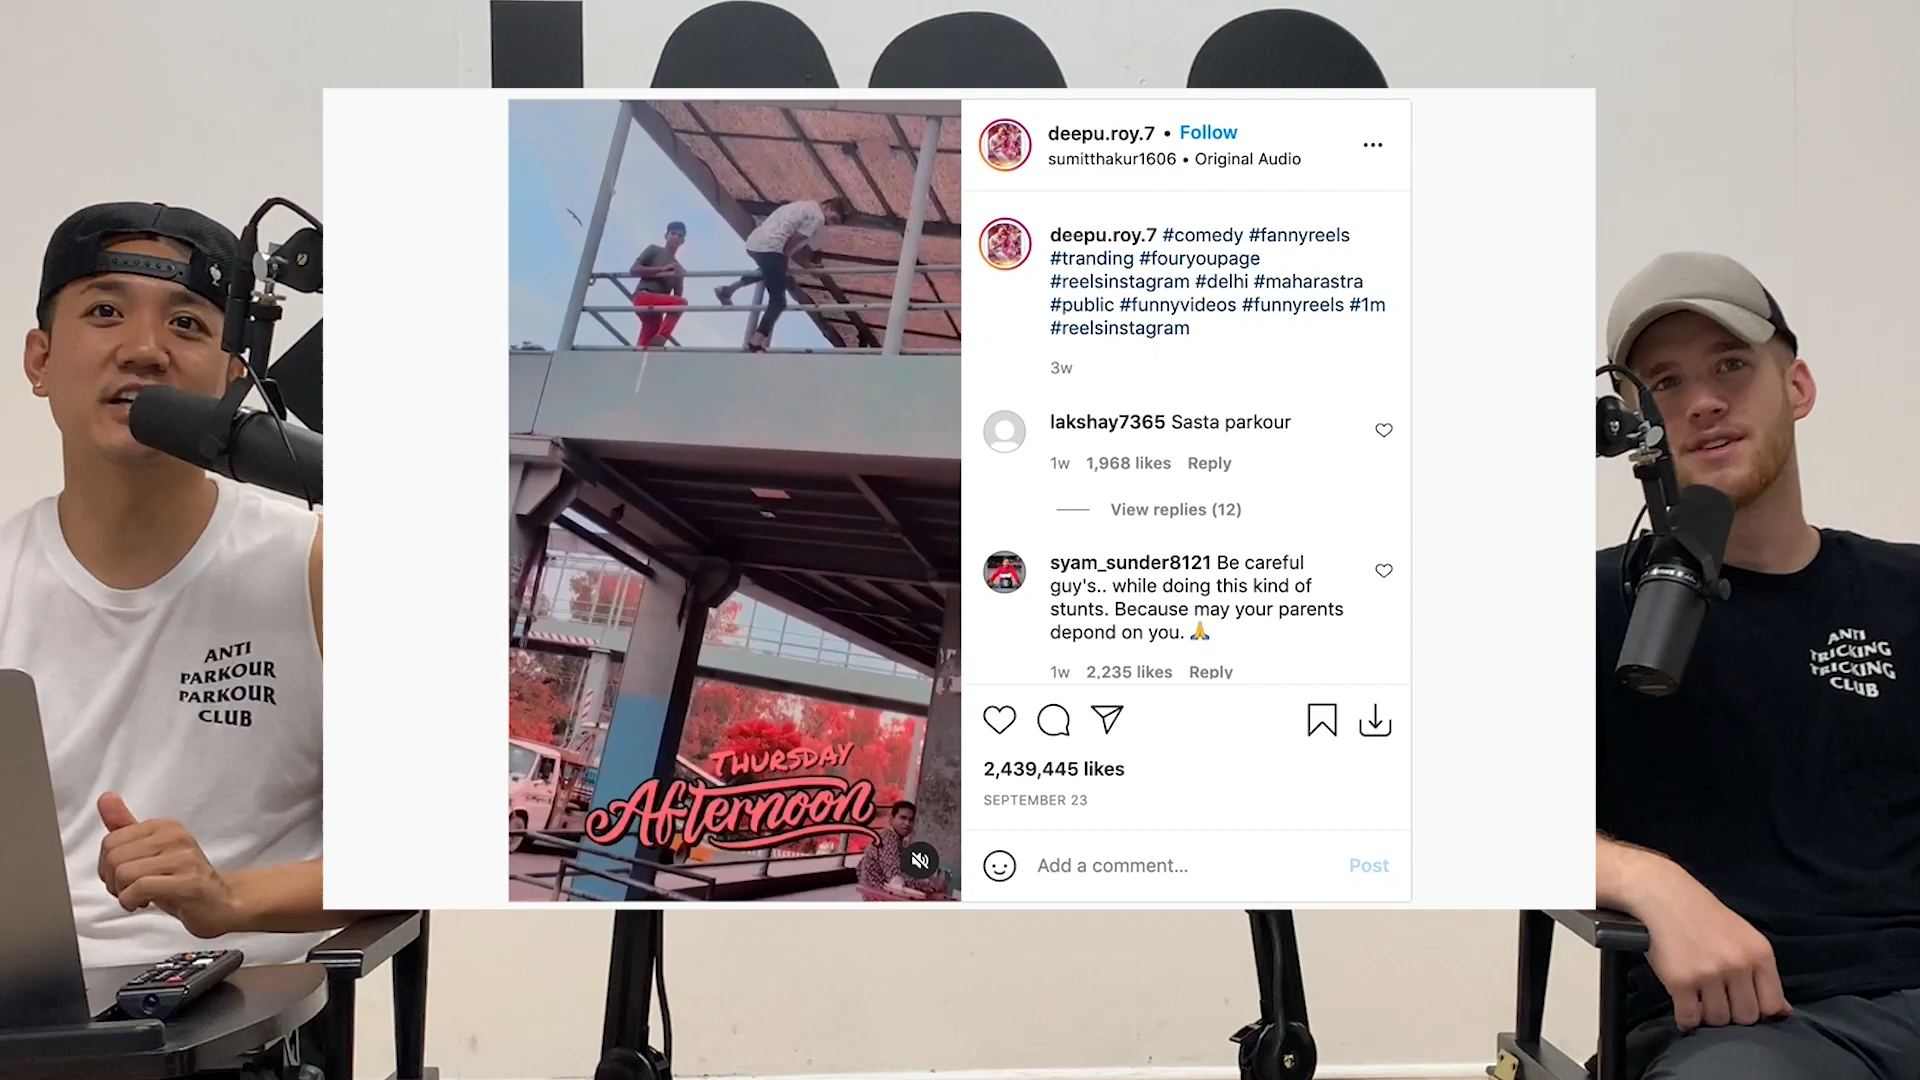 deepu.roy.7 • Follow
sumitthakur1606 • Original Audio
deepu.roy.7 #comedy #fannyreels
#tranding #fouryoupage
#reelsinstagram #delhi #maharastra
#public #funnyvideos #funnyreels #1m
#reelsinstagram
3w
lakshay7365 Sasta parkour
1w 1,968 likes Reply
View replies (12)
syam_sunder8121 Be careful
guy's.. while doing this kind of
stunts. Because may your parents
depond on you. 🙏
1w 2,235 likes Reply
2,439,445 likes
SEPTEMBER 23
Add a comment... Post
THURSDAY
Afternoon
ANTI
PARKOUR
PARKOUR
CLUB
ANTI
TRICKING
TRICKING
CLUB